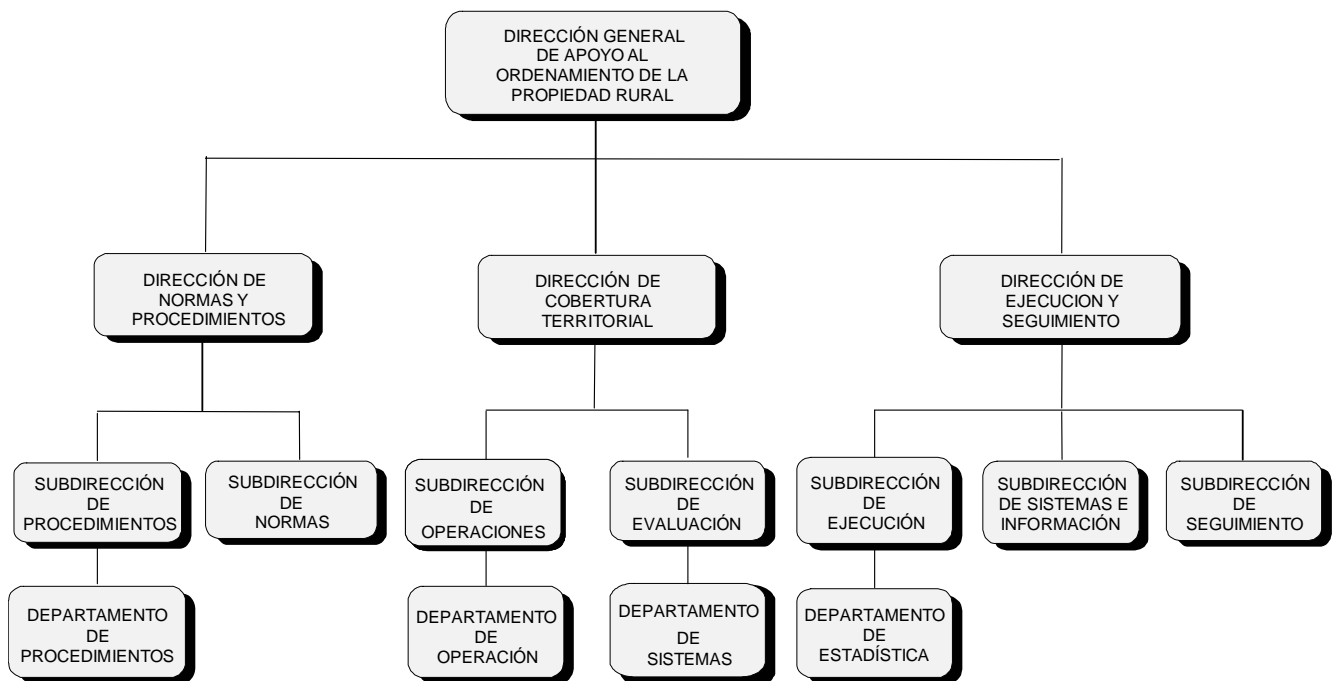 DIRECCIÓN GENERAL
DE APOYO AL
ORDENAMIENTO DE LA
PROPIEDAD RURAL
DIRECCIÓN DE
NORMAS Y
PROCEDIMIENTOS
DIRECCIÓN DE
COBERTURA
TERRITORIAL
DIRECCIÓN DE
EJECUCION Y
SEGUIMIENTO
SUBDIRECCIÓN
DE
PROCEDIMIENTOS
SUBDIRECCIÓN
DE
NORMAS
SUBDIRECCIÓN
DE
OPERACIONES
SUBDIRECCIÓN
DE
EVALUACIÓN
SUBDIRECCIÓN
DE
EJECUCIÓN
SUBDIRECCIÓN
DE SISTEMAS E
INFORMACIÓN
SUBDIRECCIÓN
DE
SEGUIMIENTO
DEPARTAMENTO
DE
PROCEDIMIENTOS
DEPARTAMENTO
DE
OPERACIÓN
DEPARTAMENTO
DE
SISTEMAS
DEPARTAMENTO
DE
ESTADÍSTICA